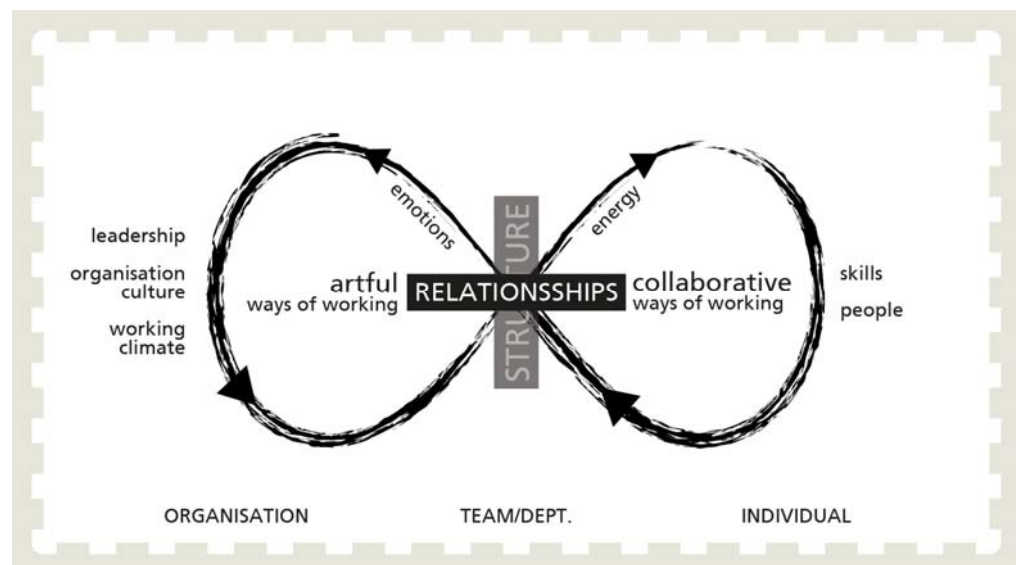 emotions
energy
STRUCTURE
leadership
organisation
culture
working
climate
artful
ways of working
RELATIONSSHIPS
collaborative
ways of working
skills
people
ORGANISATION
TEAM/DEPT.
INDIVIDUAL